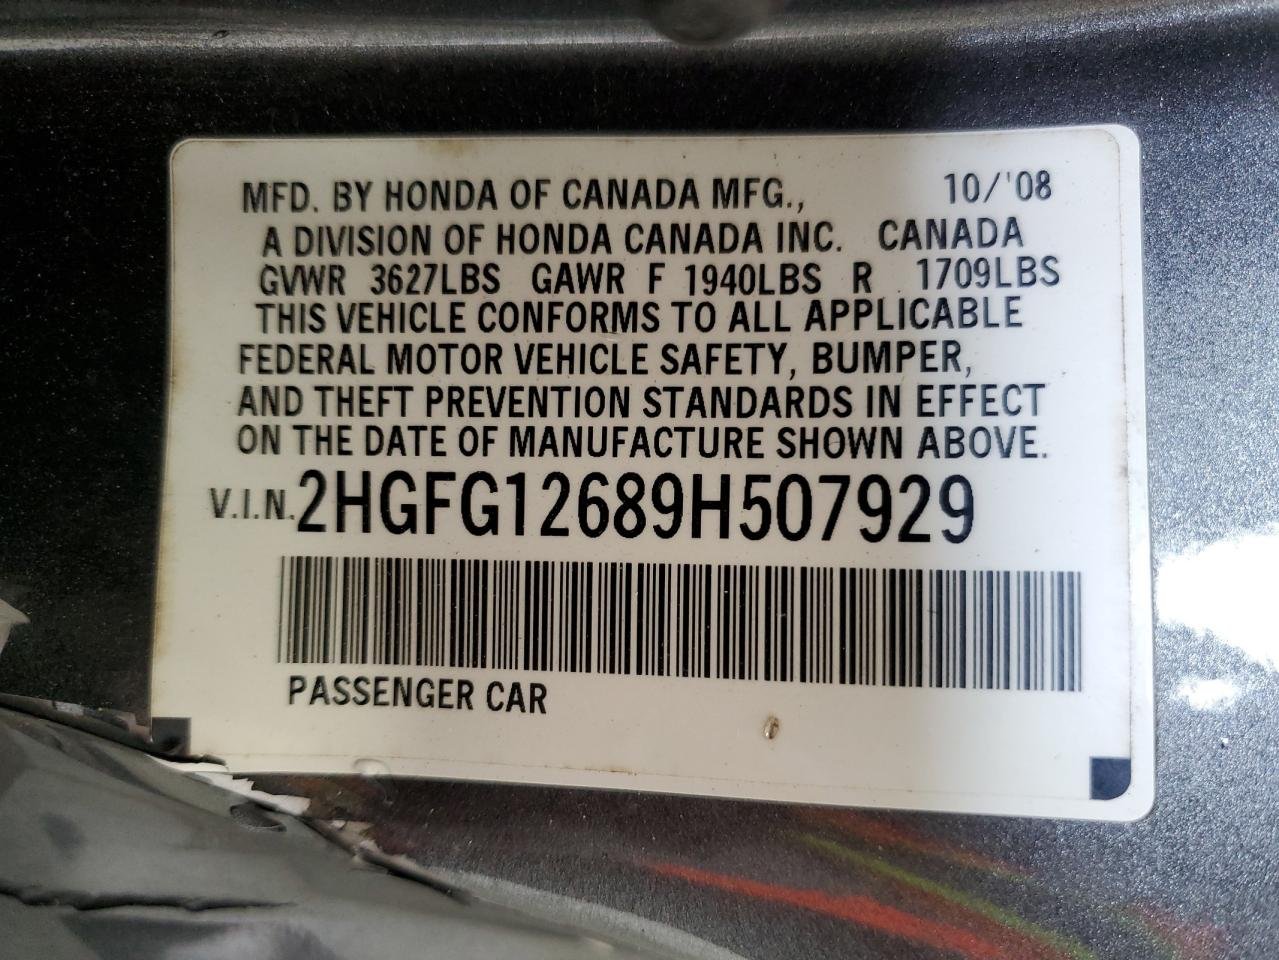 MFD. BY HONDA OF CANADA MFG., 10/'08
A DIVISION OF HONDA CANADA INC. CANADA
GVWR 3627LBS GAWR F 1940LBS R 1709LBS
THIS VEHICLE CONFORMS TO ALL APPLICABLE
FEDERAL MOTOR VEHICLE SAFETY, BUMPER,
AND THEFT PREVENTION STANDARDS IN EFFECT
ON THE DATE OF MANUFACTURE SHOWN ABOVE.
V.I.N. 2HGFG12689H507929
PASSENGER CAR